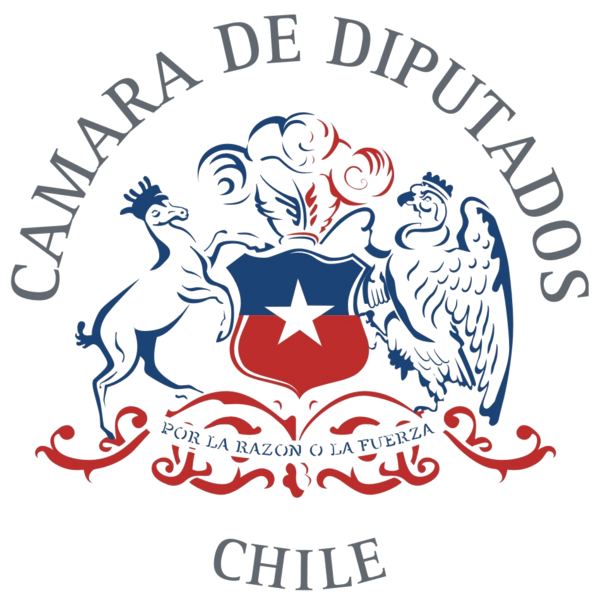 CAMARA DE DIPUTADOS
POR LA RAZON O LA FUERZA
CHILE